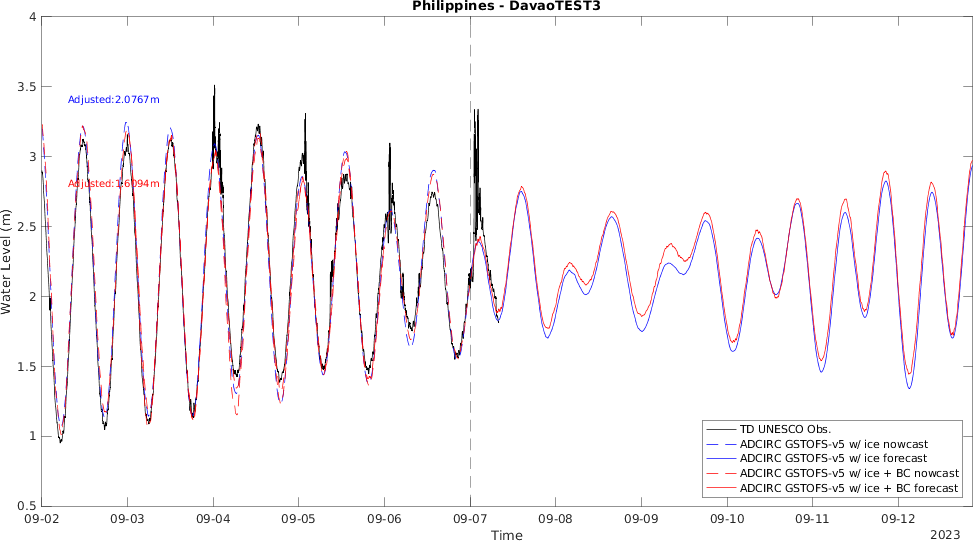 Philippines - DavaoTEST3
4
3.5
3
2.5
2
1.5
1
0.5
Water Level (m)
Adjusted:2.0767m
Adjusted:1.6094m
TD UNESCO Obs.
ADCIRC GSTOFS-v5 w/ ice nowcast
ADCIRC GSTOFS-v5 w/ ice forecast
ADCIRC GSTOFS-v5 w/ ice + BC nowcast
ADCIRC GSTOFS-v5 w/ ice + BC forecast
09-02 09-03 09-04 09-05 09-06 09-07 09-08 09-09 09-10 09-11 09-12
Time
2023